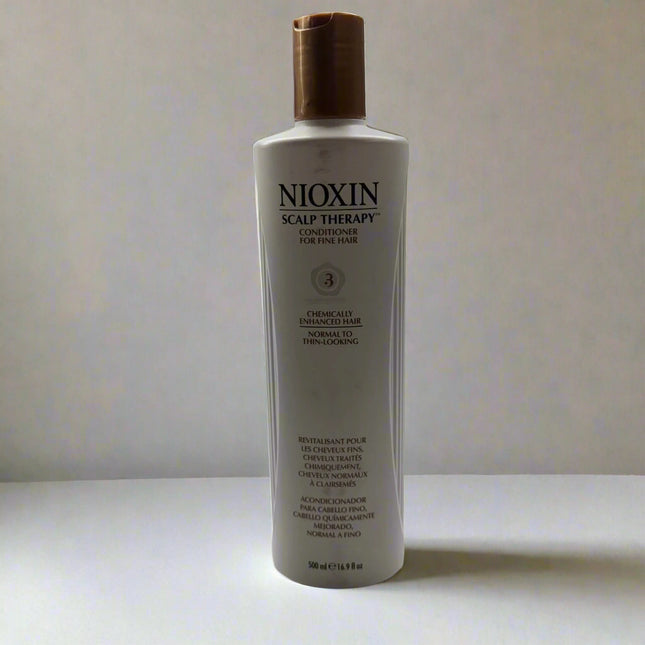 NIOXIN
SCALP THERAPY™
CONDITIONER
FOR FINE HAIR
3
CHEMICALLY
ENHANCED HAIR
NORMAL TO
THIN-LOOKING
REVITALISANT POUR
LES CHEVEUX FINS,
CHEVEUX TRAITÉS
CHIMIQUEMENT,
CHEVEUX NORMAUX
À CLAIRSEMÉS
ACONDICIONADOR
PARA CABELLO FINO,
CABELLO QUÍMICAMENTE
MEJORADO,
NORMAL A FINO
500 ml ℮ 16.9 fl oz